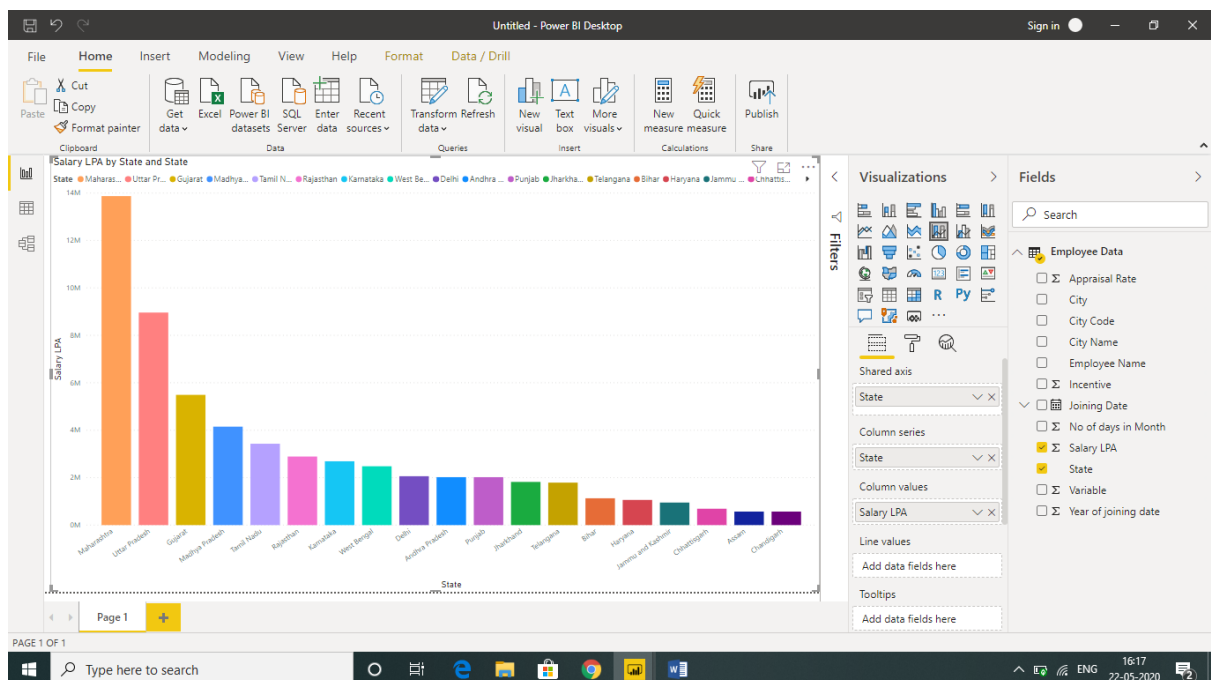 Untitled - Power BI Desktop
Sign in
File Home Insert Modeling View Help Format Data / Drill
Paste
Cut
Copy
Format painter
Clipboard
Get data
Excel
Power BI datasets
SQL Server
Enter data
Recent sources
Data
Transform data
Refresh
Queries
New visual
Text box
More visuals
Insert
New measure
Quick measure
Calculations
Publish
Share
Salary LPA by State and State
State Maharas... Uttar Pr... Gujarat Madhya... Tamil N... Rajasthan Karnataka West Be... Delhi Andhra ... Punjab Jharkha... Telangana Bihar Haryana Jammu ... Chhattis...
14M
12M
10M
8M
6M
4M
2M
0M
Salary LPA
Maharashtra
Uttar Pradesh
Gujarat
Madhya Pradesh
Tamil Nadu
Rajasthan
Karnataka
West Bengal
Delhi
Andhra Pradesh
Punjab
Jharkhand
Telangana
Bihar
Haryana
Jammu and Kashmir
Chhattisgarh
Assam
Chandigarh
State
Filters
Visualizations
R Py
123
Shared axis
State
Column series
State
Column values
Salary LPA
Line values
Add data fields here
Tooltips
Add data fields here
Fields
Search
Employee Data
Σ Appraisal Rate
City
City Code
City Name
Employee Name
Σ Incentive
Joining Date
Σ No of days in Month
Σ Salary LPA
State
Σ Variable
Σ Year of joining date
Page 1
PAGE 1 OF 1
Type here to search
ENG
16:17
22-05-2020
2